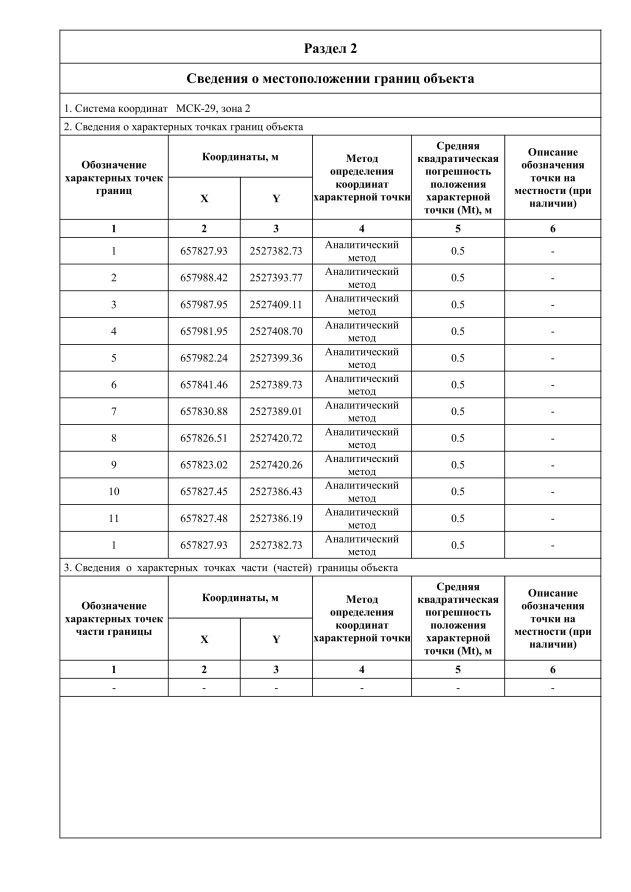 Раздел 2
Сведения о местоположении границ объекта
1. Система координат МСК-29, зона 2
2. Сведения о характерных точках границ объекта
Обозначение характерных точек границ
Координаты, м
Метод определения координат характерной точки
Средняя квадратическая погрешность положения характерной точки (Mt), м
Описание обозначения точки на местности (при наличии)
X Y
1 2 3 4 5 6
1 657827.93 2527382.73 Аналитический метод 0.5 -
2 657988.42 2527393.77 Аналитический метод 0.5 -
3 657987.95 2527409.11 Аналитический метод 0.5 -
4 657981.95 2527408.70 Аналитический метод 0.5 -
5 657982.24 2527399.36 Аналитический метод 0.5 -
6 657841.46 2527389.73 Аналитический метод 0.5 -
7 657830.88 2527389.01 Аналитический метод 0.5 -
8 657826.51 2527420.72 Аналитический метод 0.5 -
9 657823.02 2527420.26 Аналитический метод 0.5 -
10 657827.45 2527386.43 Аналитический метод 0.5 -
11 657827.48 2527386.19 Аналитический метод 0.5 -
1 657827.93 2527382.73 Аналитический метод 0.5 -
3. Сведения о характерных точках части (частей) границы объекта
Обозначение характерных точек части границы
Координаты, м
Метод определения координат характерной точки
Средняя квадратическая погрешность положения характерной точки (Mt), м
Описание обозначения точки на местности (при наличии)
X Y
1 2 3 4 5 6
- - - - - -